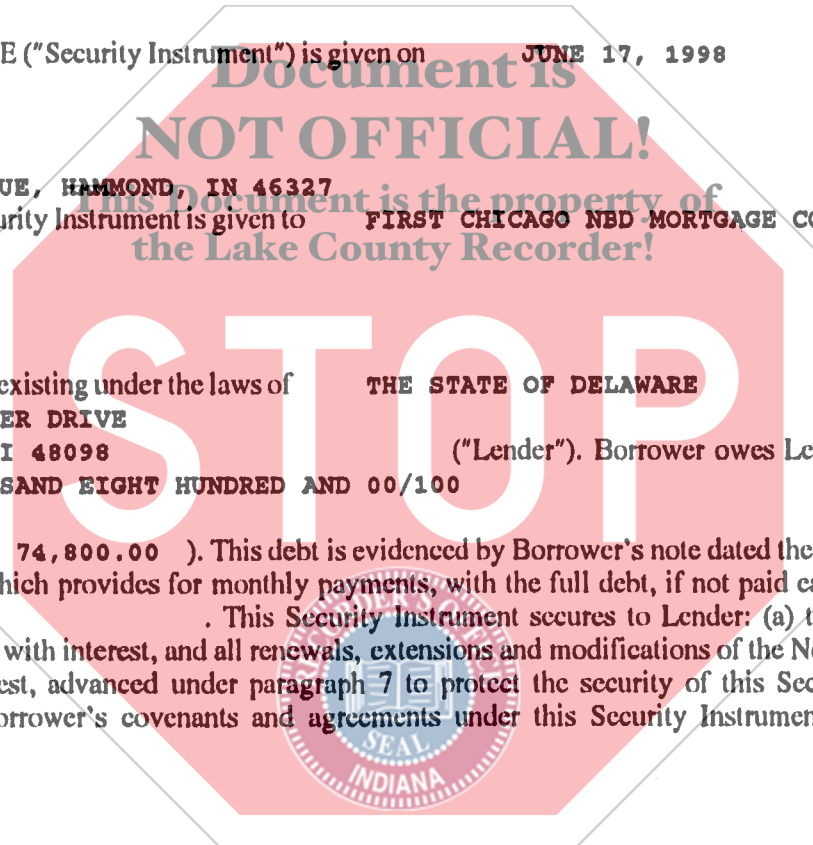 E ("Security Instrument") is given on JUNE 17, 1998
Document is
NOT OFFICIAL!
UE, HAMMOND, IN 46327
This Document is the property of
urity Instrument is given to FIRST CHICAGO NBD MORTGAGE CO
the Lake County Recorder!
STOP
existing under the laws of THE STATE OF DELAWARE
ER DRIVE
I 48098 ("Lender"). Borrower owes Le
SAND EIGHT HUNDRED AND 00/100
74,800.00 ). This debt is evidenced by Borrower's note dated the
hich provides for monthly payments, with the full debt, if not paid ea
. This Security Instrument secures to Lender: (a) t
with interest, and all renewals, extensions and modifications of the No
est, advanced under paragraph 7 to protect the security of this Sec
orrower's covenants and agreements under this Security Instrumen
RECORDER'S OFFI
SEAL
INDIANA